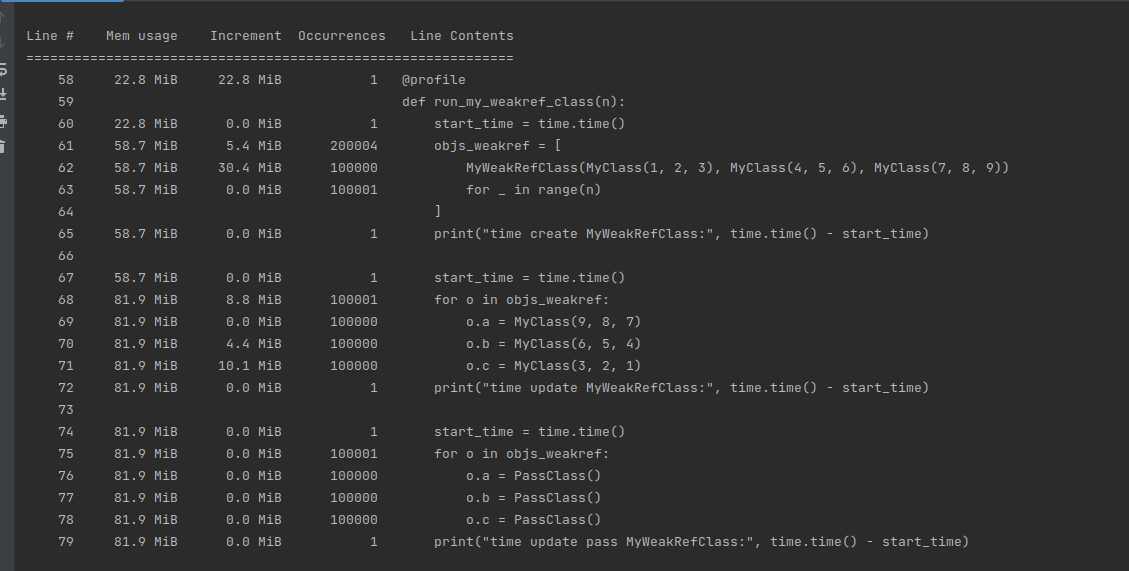 Line #    Mem usage    Increment  Occurrences   Line Contents
=============================================================
    58     22.8 MiB     22.8 MiB           1   @profile
    59                                         def run_my_weakref_class(n):
    60     22.8 MiB      0.0 MiB           1       start_time = time.time()
    61     58.7 MiB      5.4 MiB      200004       objs_weakref = [
    62     58.7 MiB     30.4 MiB      100000           MyWeakRefClass(MyClass(1, 2, 3), MyClass(4, 5, 6), MyClass(7, 8, 9))
    63     58.7 MiB      0.0 MiB      100001           for _ in range(n)
    64                                             ]
    65     58.7 MiB      0.0 MiB           1       print("time create MyWeakRefClass:", time.time() - start_time)
    66
    67     58.7 MiB      0.0 MiB           1       start_time = time.time()
    68     81.9 MiB      8.8 MiB      100001       for o in objs_weakref:
    69     81.9 MiB      0.0 MiB      100000           o.a = MyClass(9, 8, 7)
    70     81.9 MiB      4.4 MiB      100000           o.b = MyClass(6, 5, 4)
    71     81.9 MiB     10.1 MiB      100000           o.c = MyClass(3, 2, 1)
    72     81.9 MiB      0.0 MiB           1       print("time update MyWeakRefClass:", time.time() - start_time)
    73
    74     81.9 MiB      0.0 MiB           1       start_time = time.time()
    75     81.9 MiB      0.0 MiB      100001       for o in objs_weakref:
    76     81.9 MiB      0.0 MiB      100000           o.a = PassClass()
    77     81.9 MiB      0.0 MiB      100000           o.b = PassClass()
    78     81.9 MiB      0.0 MiB      100000           o.c = PassClass()
    79     81.9 MiB      0.0 MiB           1       print("time update pass MyWeakRefClass:", time.time() - start_time)